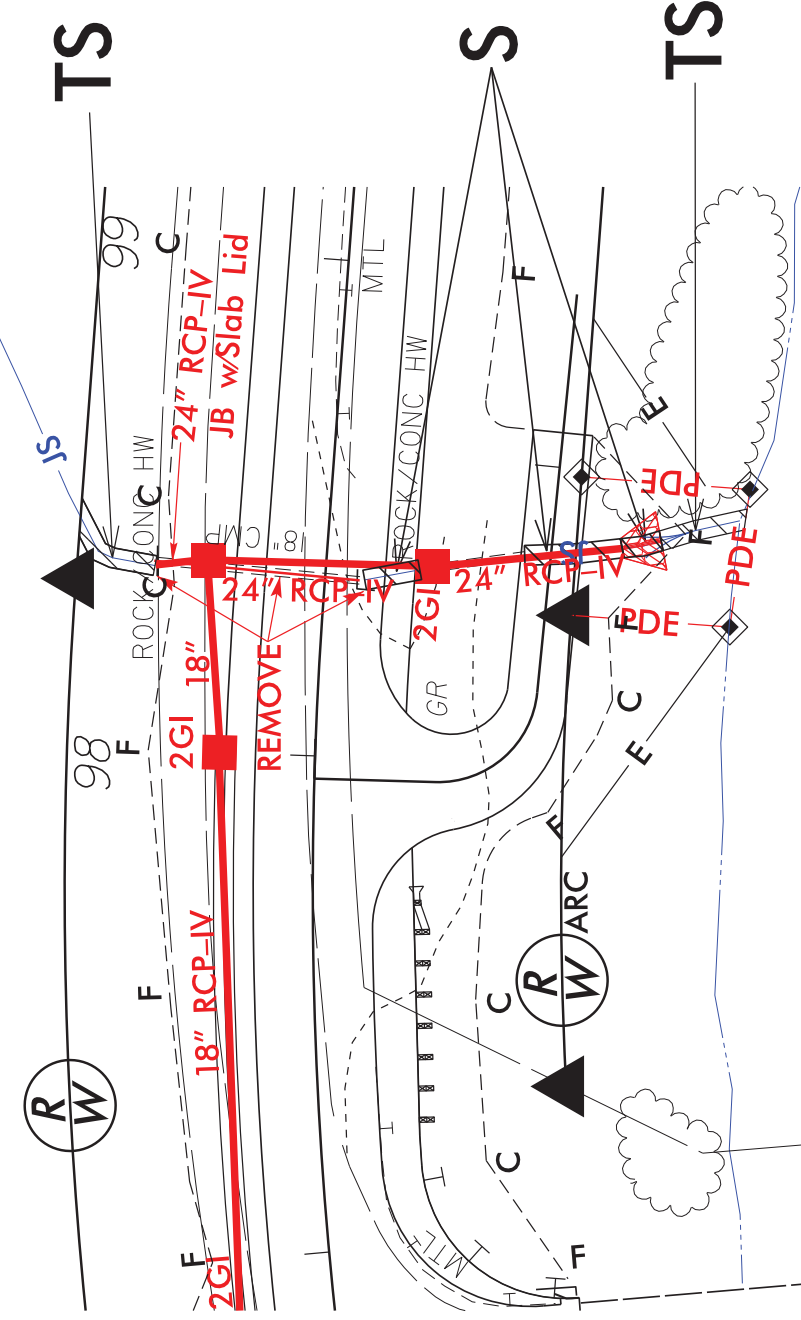 TS
S
TS
99
C
24" RCP-IV
JB w/Slab Lid
MTL
F
JS
ROCK/CONC HW
C
ROCK/CONC HW
E
PDE
18"
C
24" RCP-IV
24" RCP-IV
SF
F
PDE
2GI
F
PDE
REMOVE
18"
GR
C
98
F
2GI
E
F
F
18" RCP-IV
ARC
C
R/W
R/W
C
MTL
F
2GI
F